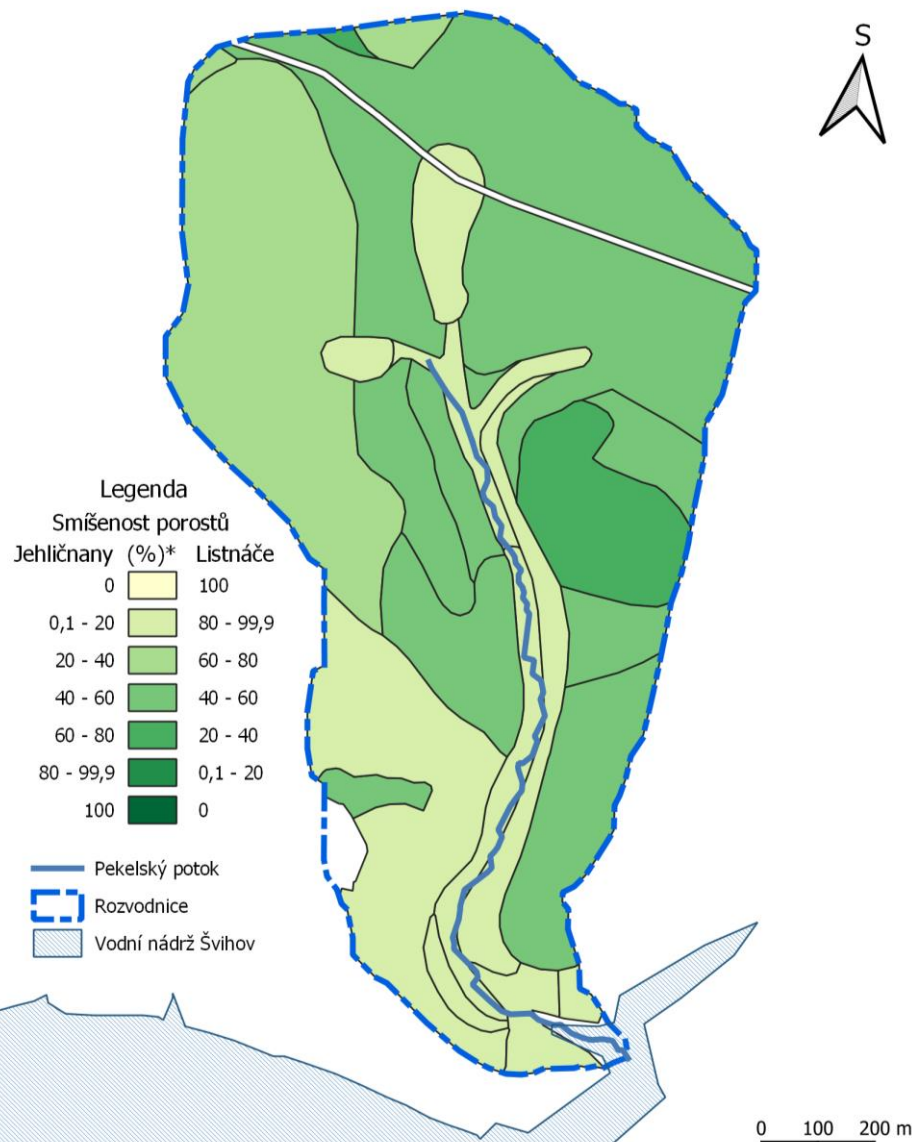 S
Legenda
Smíšenost porostů
Jehličnany (%)* Listnáče
0 100
0,1 - 20 80 - 99,9
20 - 40 60 - 80
40 - 60 40 - 60
60 - 80 20 - 40
80 - 99,9 0,1 - 20
100 0
Pekelský potok
Rozvodnice
Vodní nádrž Švihov
0 100 200 m